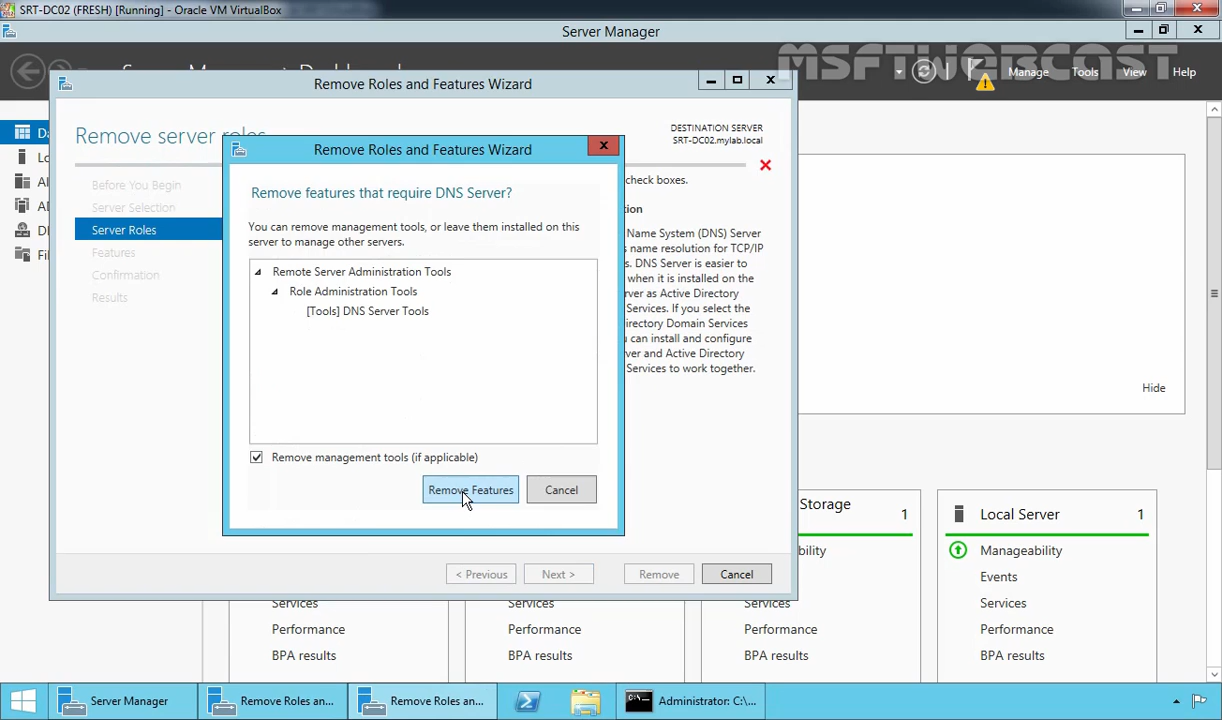 SRT-DC02 (FRESH) [Running] - Oracle VM VirtualBox
Server Manager
MSFTWEBCAST
Manage Tools View Help
Remove Roles and Features Wizard
Remove server roles
DESTINATION SERVER
SRT-DC02.mylab.local
Before You Begin
Server Selection
Server Roles
Features
Confirmation
Results
Remove Roles and Features Wizard
Remove features that require DNS Server?
You can remove management tools, or leave them installed on this
server to manage other servers.
Remote Server Administration Tools
Role Administration Tools
[Tools] DNS Server Tools
Remove management tools (if applicable)
Remove Features Cancel
check boxes.
Name System (DNS) Server
name resolution for TCP/IP
DNS Server is easier to
when it is installed on the
server as Active Directory
Services. If you select the
Directory Domain Services
you can install and configure
Server and Active Directory
Services to work together.
< Previous Next > Remove Cancel
Hide
Storage 1
Local Server 1
Manageability
Events
Services
Performance
BPA results
Services
Performance
BPA results
Services
Performance
BPA results
Services
Performance
BPA results
Server Manager
Remove Roles an...
Remove Roles an...
Administrator: C:\...